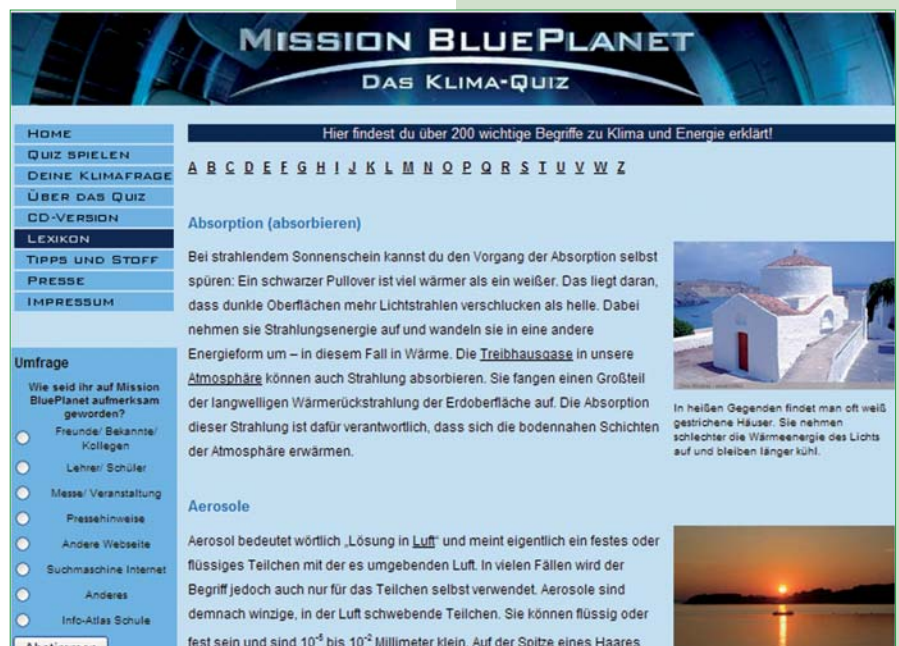 MISSION BLUEPLANET
DAS KLIMA-QUIZ
HOME
QUIZ SPIELEN
DEINE KLIMAFRAGE
ÜBER DAS QUIZ
CD-VERSION
LEXIKON
TIPPS UND STOFF
PRESSE
IMPRESSUM
Umfrage
Wie seid ihr auf Mission
BluePlanet aufmerksam
geworden?
Freunde/ Bekannte/
Kollegen
Lehrer/ Schüler
Messe/ Veranstaltung
Pressehinweise
Andere Webseite
Suchmaschine Internet
Anderes
Info-Atlas Schule
Abstimmen
Hier findest du über 200 wichtige Begriffe zu Klima und Energie erklärt!
A B C D E F G H I J K L M N O P Q R S T U V W Z
Absorption (absorbieren)
Bei strahlendem Sonnenschein kannst du den Vorgang der Absorption selbst
spüren: Ein schwarzer Pullover ist viel wärmer als ein weißer. Das liegt daran,
dass dunkle Oberflächen mehr Lichtstrahlen verschlucken als helle. Dabei
nehmen sie Strahlungsenergie auf und wandeln sie in eine andere
Energieform um – in diesem Fall in Wärme. Die Treibhausgase in unsere
Atmosphäre können auch Strahlung absorbieren. Sie fangen einen Großteil
der langwelligen Wärmerückstrahlung der Erdoberfläche auf. Die Absorption
dieser Strahlung ist dafür verantwortlich, dass sich die bodennahen Schichten
der Atmosphäre erwärmen.
In heißen Gegenden findet man oft weiß
gestrichene Häuser. Sie nehmen
schlechter die Wärmeenergie des Lichts
auf und bleiben länger kühl.
Aerosole
Aerosol bedeutet wörtlich „Lösung in Luft“ und meint eigentlich ein festes oder
flüssiges Teilchen mit der es umgebenden Luft. In vielen Fällen wird der
Begriff jedoch auch nur für das Teilchen selbst verwendet. Aerosole sind
demnach winzige, in der Luft schwebende Teilchen. Sie können flüssig oder
fest sein und sind 10⁻⁵ bis 10⁻² Millimeter klein. Auf der Spitze eines Haares